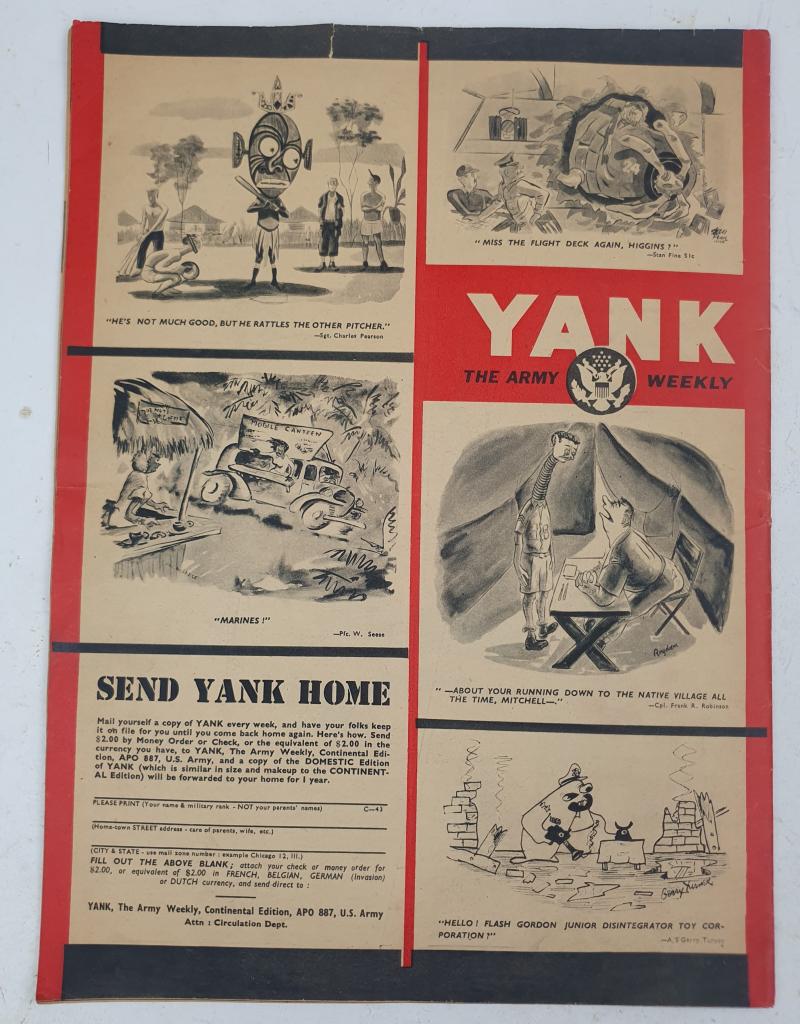 "HE'S NOT MUCH GOOD, BUT HE RATTLES THE OTHER PITCHER."
—Sgt. Charles Pearson
MOBILE CANTEEN
"MARINES!"
—Pfc. W. Seese
SEND YANK HOME
Mail yourself a copy of YANK every week, and have your folks keep
it on file for you until you come back home again. Here's how. Send
$2.00 by Money Order or Check, or the equivalent of $2.00 in the
currency you have, to YANK, The Army Weekly, Continental Edi-
tion, APO 887, U.S. Army, and a copy of the DOMESTIC Edition
of YANK (which is similar in size and makeup to the CONTINENT-
AL Edition) will be forwarded to your home for 1 year.
PLEASE PRINT (Your name & military rank - NOT your parents' names) C—43
(Home-town STREET address - care of parents, wife, etc.)
(CITY & STATE - use mail zone number : example Chicago 12, Ill.)
FILL OUT THE ABOVE BLANK; attach your check or money order for
$2.00, or equivalent of $2.00 in FRENCH, BELGIAN, GERMAN (Invasion)
or DUTCH currency, and send direct to :
YANK, The Army Weekly, Continental Edition, APO 887, U.S. Army
Attn : Circulation Dept.
"MISS THE FLIGHT DECK AGAIN, HIGGINS?"
—Stan Fine S1c
YANK
THE ARMY WEEKLY
"—ABOUT YOUR RUNNING DOWN TO THE NATIVE VILLAGE ALL
THE TIME, MITCHELL—."
—Cpl. Frank R. Robinson
Gerry Turner
"HELLO! FLASH GORDON JUNIOR DISINTEGRATOR TOY COR-
PORATION?"
—A/S Gerry Turner